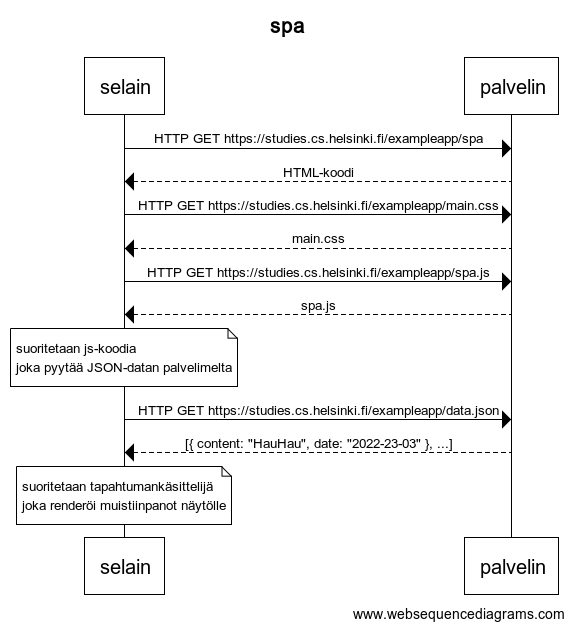 spa
selain
palvelin
HTTP GET https://studies.cs.helsinki.fi/exampleapp/spa
HTML-koodi
HTTP GET https://studies.cs.helsinki.fi/exampleapp/main.css
main.css
HTTP GET https://studies.cs.helsinki.fi/exampleapp/spa.js
spa.js
suoritetaan js-koodia
joka pyytää JSON-datan palvelimelta
HTTP GET https://studies.cs.helsinki.fi/exampleapp/data.json
[{ content: "HauHau", date: "2022-23-03" }, ...]
suoritetaan tapahtumankäsittelijä
joka renderöi muistiinpanot näytölle
selain
palvelin
www.websequencediagrams.com